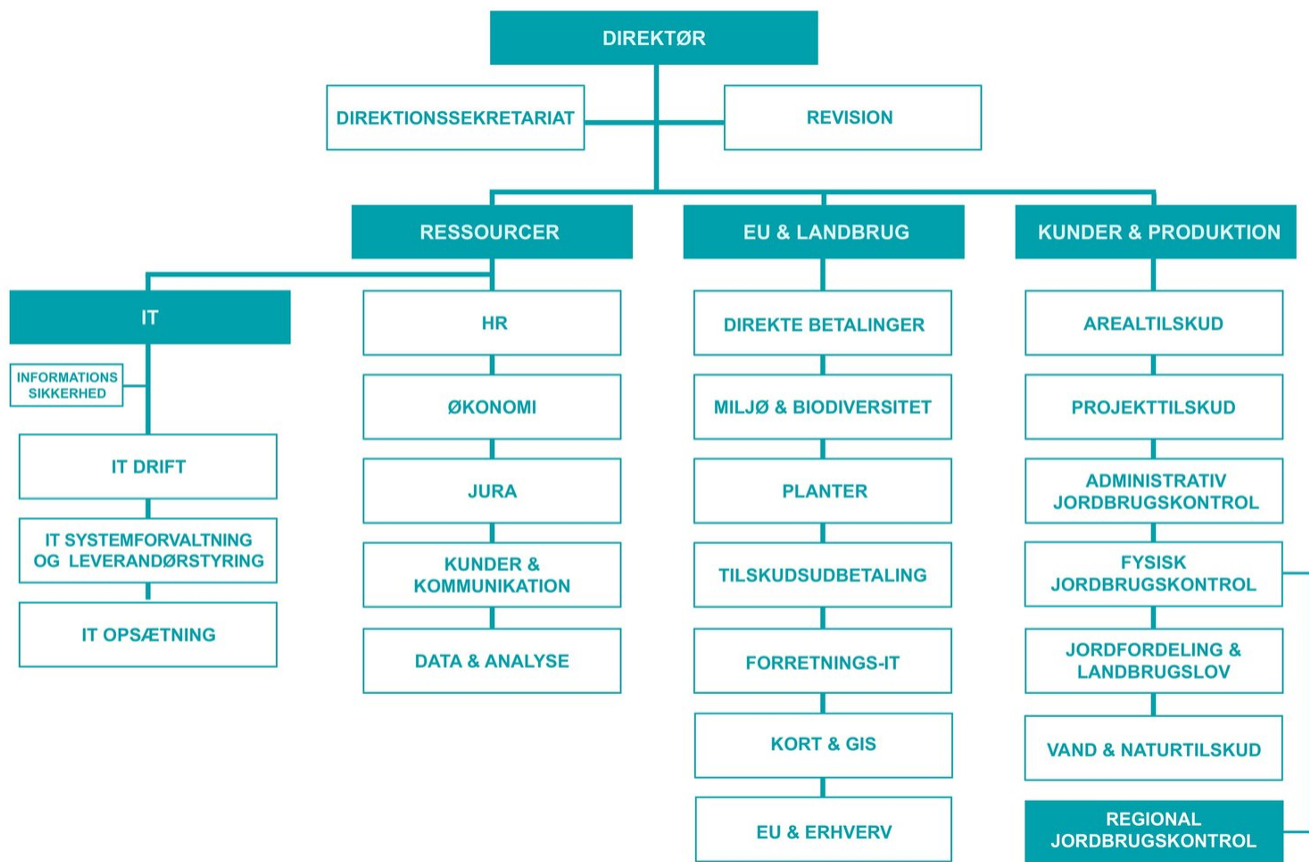 DIREKTØR
DIREKTIONSSEKRETARIAT
REVISION
RESSOURCER
EU & LANDBRUG
KUNDER & PRODUKTION
IT
INFORMATIONS
SIKKERHED
IT DRIFT
IT SYSTEMFORVALTNING
OG LEVERANDØRSTYRING
IT OPSÆTNING
HR
ØKONOMI
JURA
KUNDER &
KOMMUNIKATION
DATA & ANALYSE
DIREKTE BETALINGER
MILJØ & BIODIVERSITET
PLANTER
TILSKUDSUDBETALING
FORRETNINGS-IT
KORT & GIS
EU & ERHVERV
AREALTILSKUD
PROJEKTTILSKUD
ADMINISTRATIV
JORDBRUGSKONTROL
FYSISK
JORDBRUGSKONTROL
JORDFORDELING &
LANDBRUGSLOV
VAND & NATURTILSKUD
REGIONAL
JORDBRUGSKONTROL